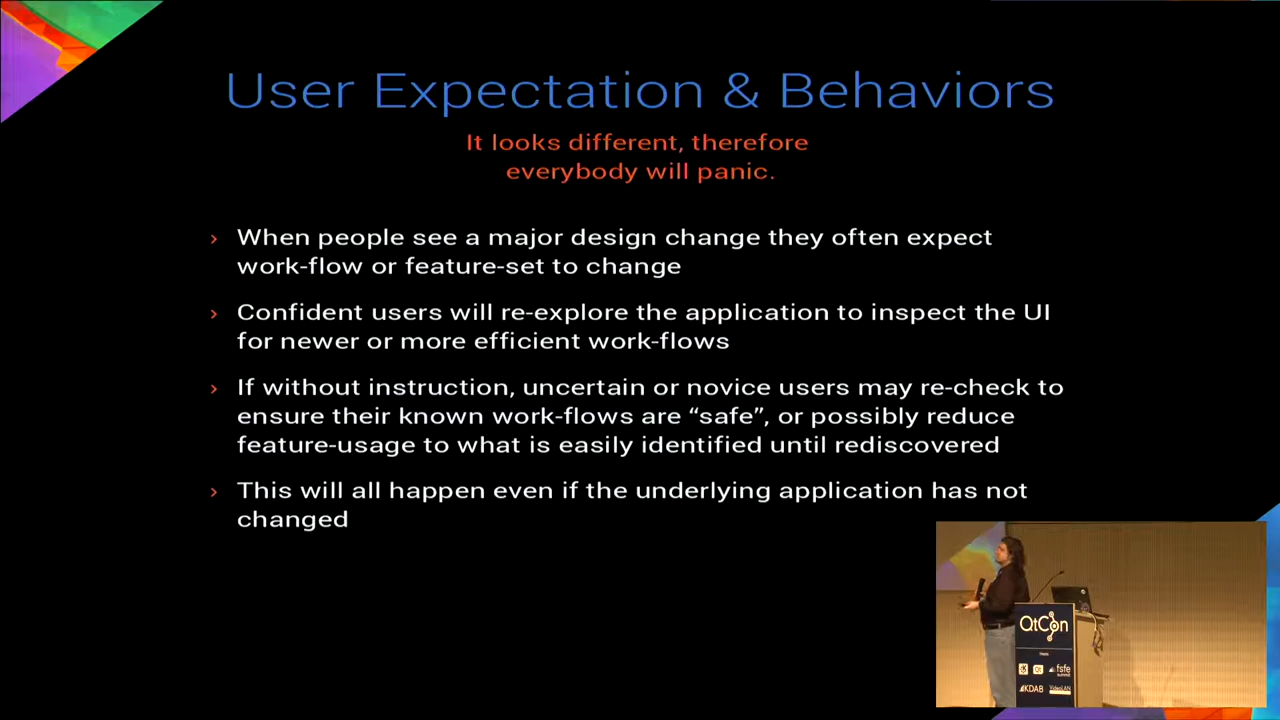 User Expectation & Behaviors
It looks different, therefore
everybody will panic.
› When people see a major design change they often expect
work-flow or feature-set to change
› Confident users will re-explore the application to inspect the UI
for newer or more efficient work-flows
› If without instruction, uncertain or novice users may re-check to
ensure their known work-flows are “safe”, or possibly reduce
feature-usage to what is easily identified until rediscovered
› This will all happen even if the underlying application has not
changed
QtCon
fsfe
summit
KDAB
VideoLAN